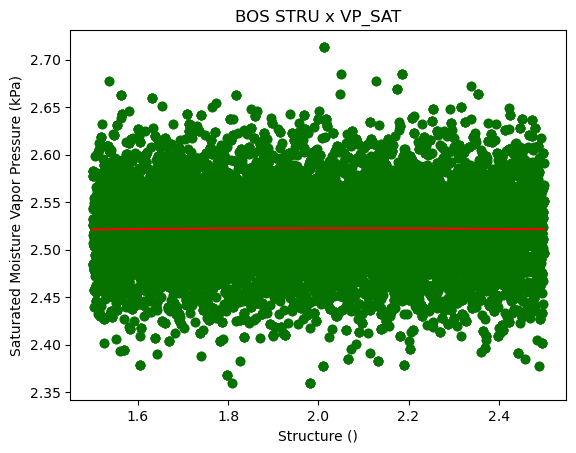 BOS STRU x VP_SAT
Saturated Moisture Vapor Pressure (kPa)
2.70
2.65
2.60
2.55
2.50
2.45
2.40
2.35
1.6 1.8 2.0 2.2 2.4
Structure ()